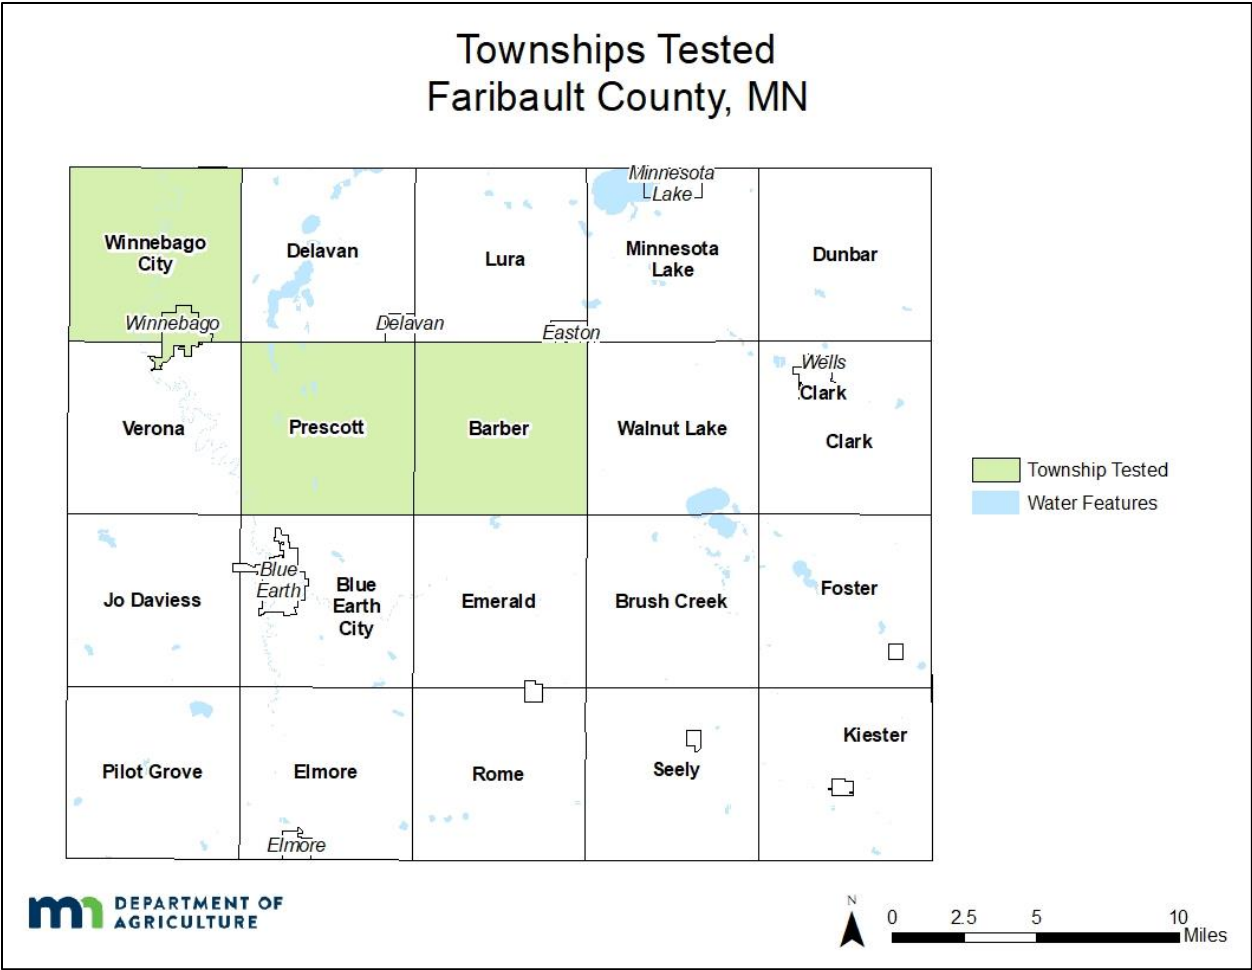 Townships Tested
Faribault County, MN
Minnesota
Lake
Winnebago
City
Delavan
Lura
Minnesota
Lake
Dunbar
Winnebago
Delavan
Easton
Wells
Clark
Verona
Prescott
Barber
Walnut Lake
Clark
Township Tested
Water Features
Blue
Earth
Jo Daviess
Blue
Earth
City
Emerald
Brush Creek
Foster
Kiester
Pilot Grove
Elmore
Rome
Seely
Elmore
mn DEPARTMENT OF
AGRICULTURE
N
0 2.5 5 10
Miles